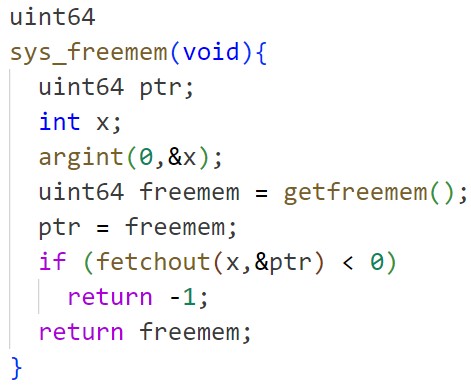 uint64
sys_freemem(void){
  uint64 ptr;
  int x;
  argint(0,&x);
  uint64 freemem = getfreemem();
  ptr = freemem;
  if (fetchout(x,&ptr) < 0)
    return -1;
  return freemem;
}